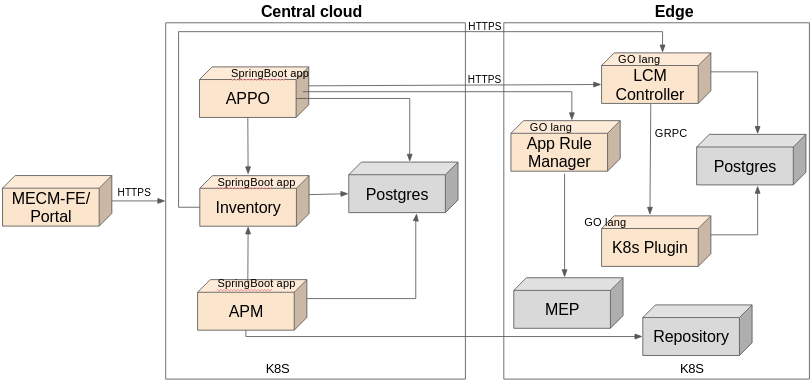 Central cloud
Edge
HTTPS
SpringBoot app
APPO
HTTPS
GO lang
LCM
Controller
GO lang
App Rule
Manager
GRPC
Postgres
MECM-FE/
Portal
HTTPS
SpringBoot app
Inventory
Postgres
GO lang
K8s Plugin
SpringBoot app
APM
MEP
Repository
K8S
K8S